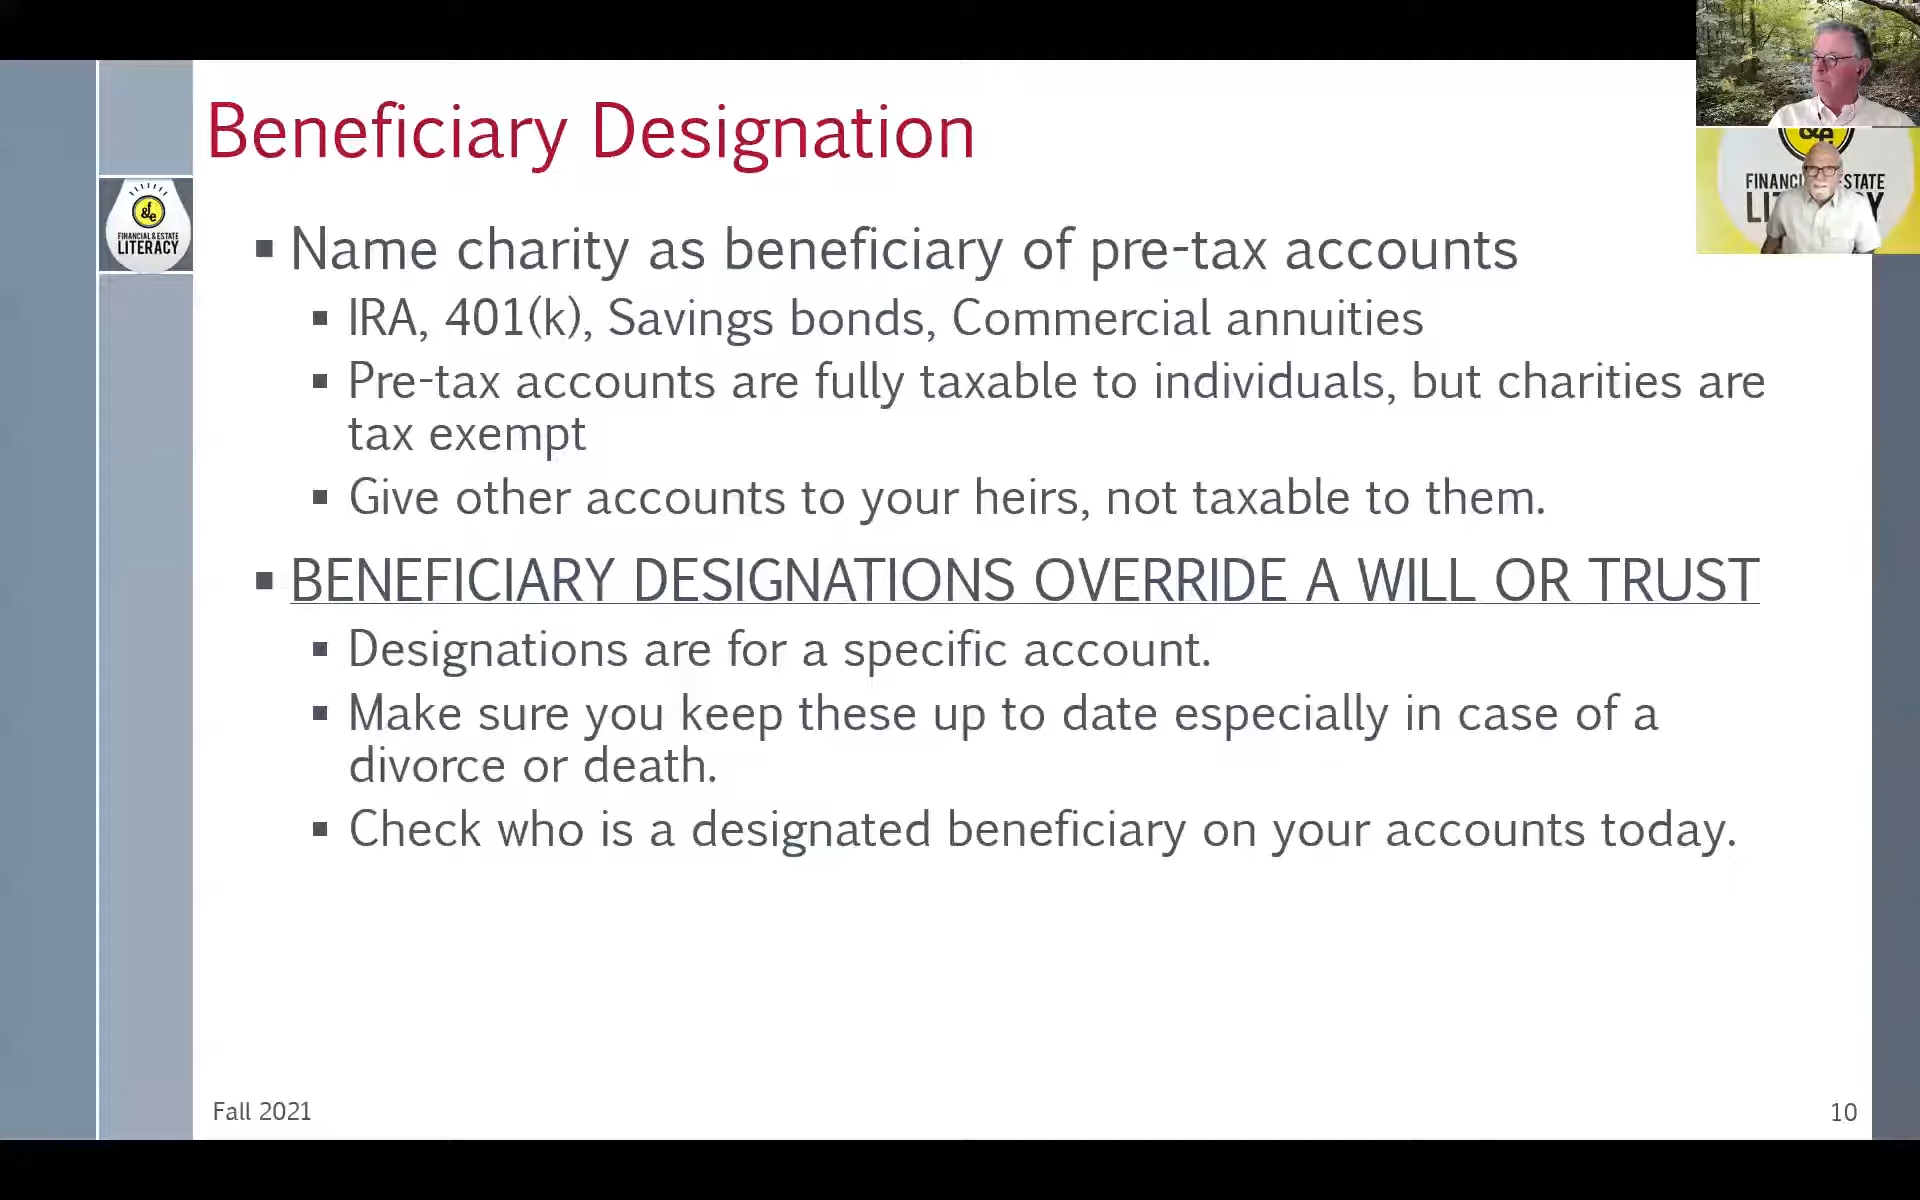 Beneficiary Designation
&fe
FINANCIAL & ESTATE
LITERACY
▪ Name charity as beneficiary of pre-tax accounts
▪ IRA, 401(k), Savings bonds, Commercial annuities
▪ Pre-tax accounts are fully taxable to individuals, but charities are
tax exempt
▪ Give other accounts to your heirs, not taxable to them.
▪ BENEFICIARY DESIGNATIONS OVERRIDE A WILL OR TRUST
▪ Designations are for a specific account.
▪ Make sure you keep these up to date especially in case of a
divorce or death.
▪ Check who is a designated beneficiary on your accounts today.
Fall 2021
10